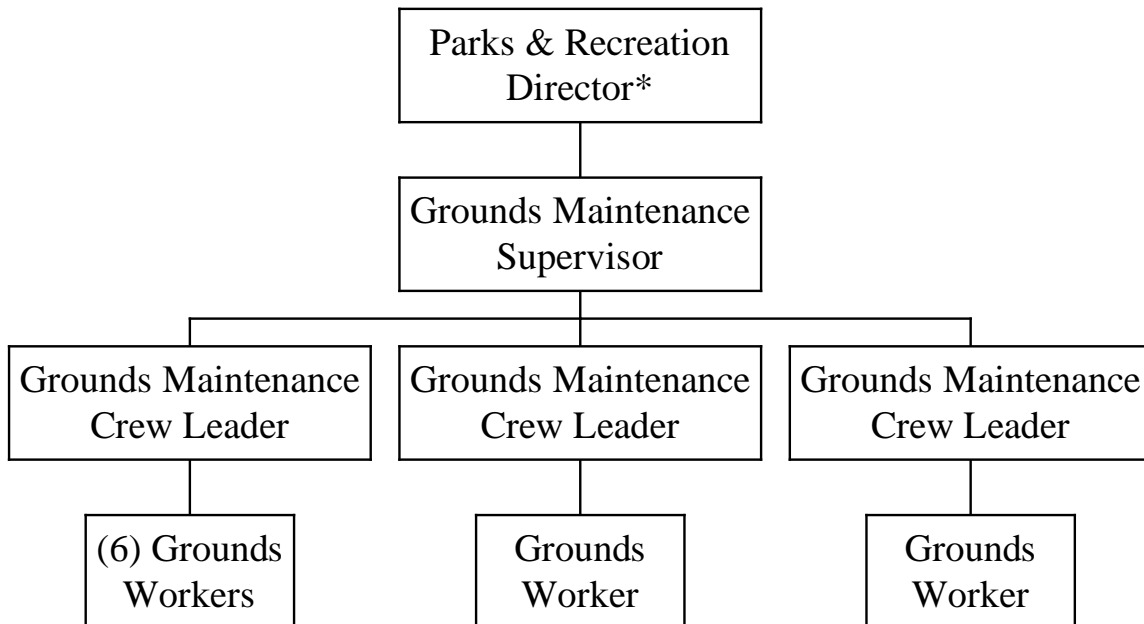 Parks & Recreation
Director*
Grounds Maintenance
Supervisor
Grounds Maintenance
Crew Leader
Grounds Maintenance
Crew Leader
Grounds Maintenance
Crew Leader
(6) Grounds
Workers
Grounds
Worker
Grounds
Worker